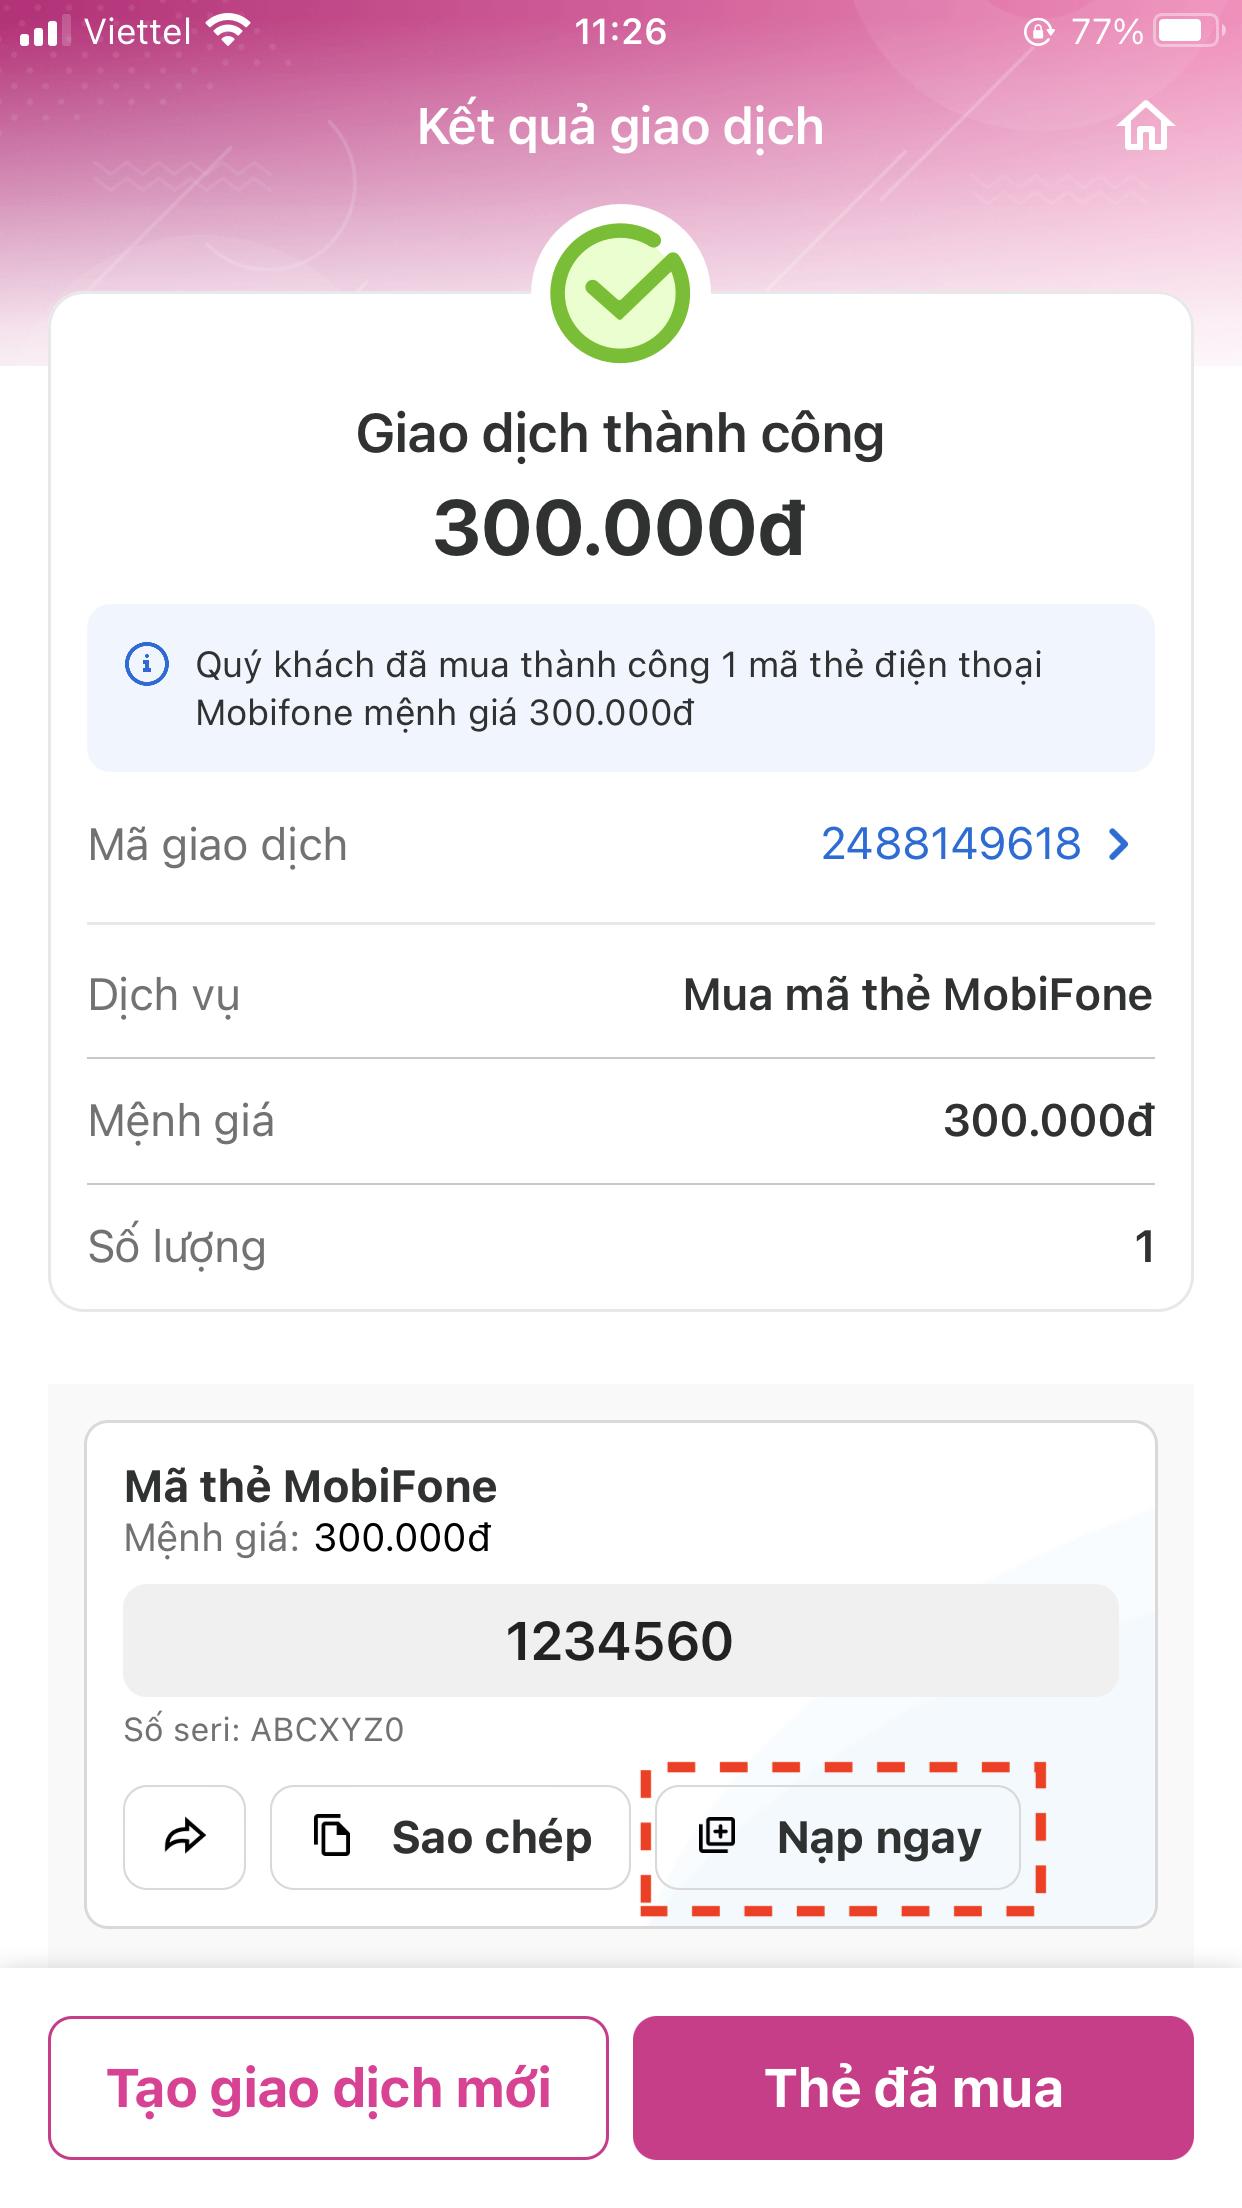 Viettel 11:26 77%
Kết quả giao dịch
Giao dịch thành công
300.000đ
Quý khách đã mua thành công 1 mã thẻ điện thoại
Mobifone mệnh giá 300.000đ
Mã giao dịch 2488149618
Dịch vụ Mua mã thẻ MobiFone
Mệnh giá 300.000đ
Số lượng 1
Mã thẻ MobiFone
Mệnh giá: 300.000đ
1234560
Số seri: ABCXYZ0
Sao chép Nạp ngay
Tạo giao dịch mới Thẻ đã mua